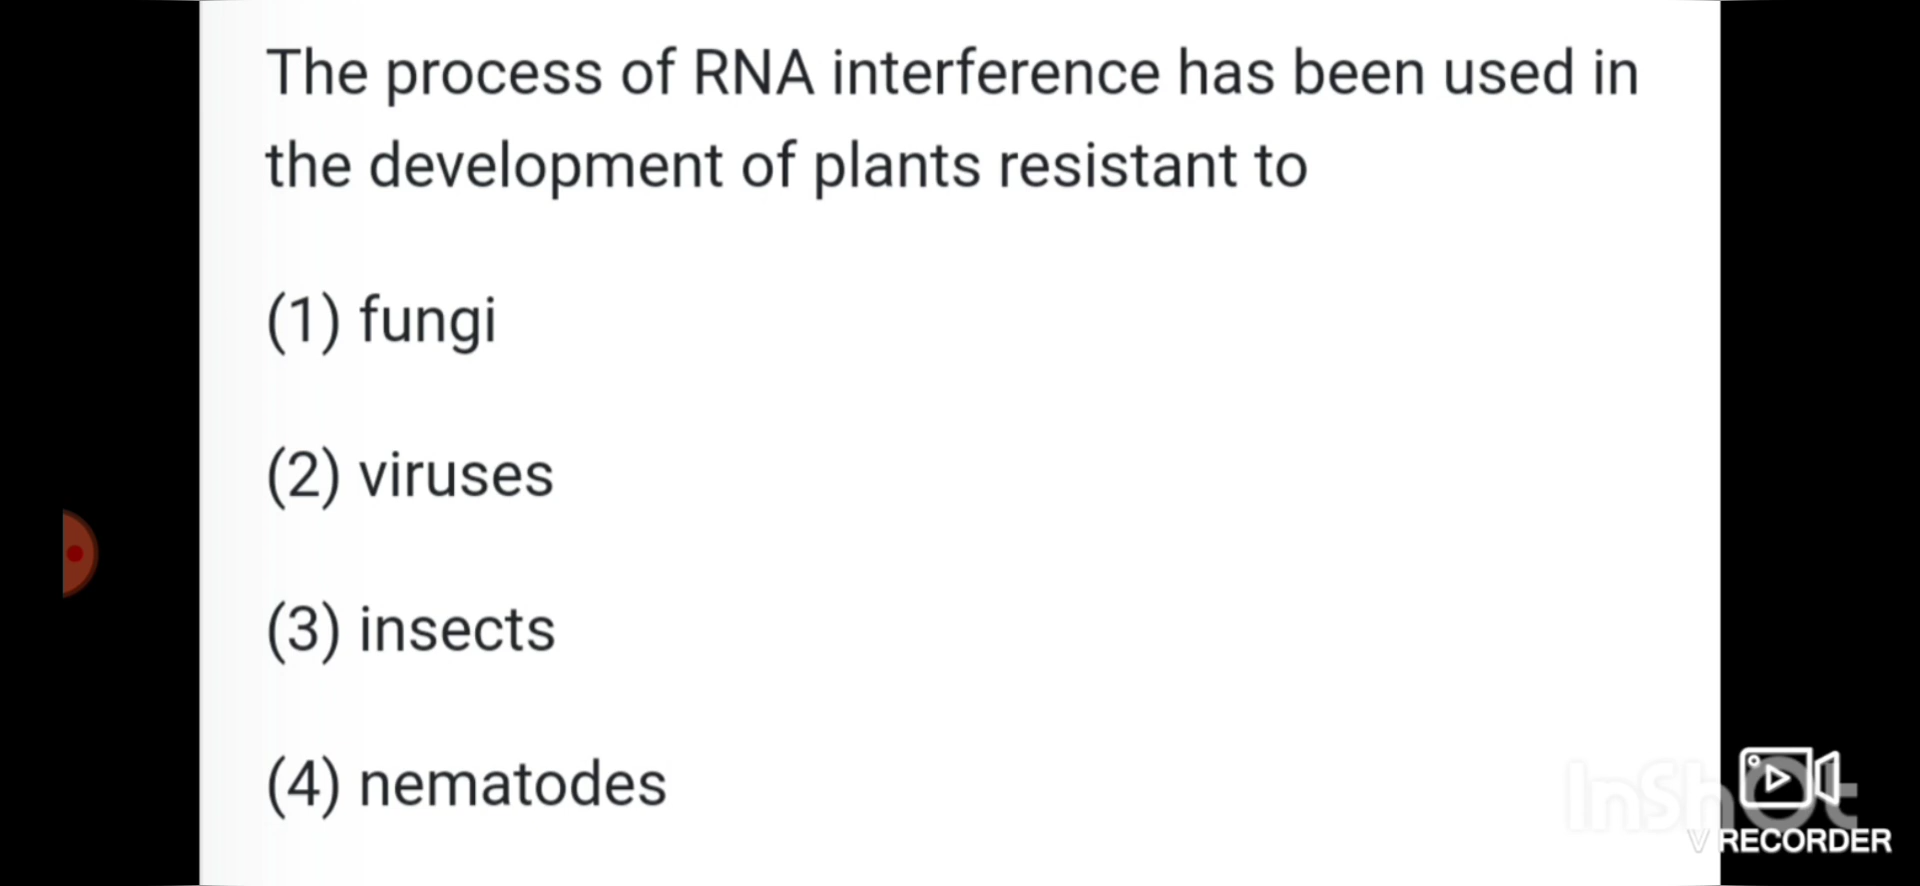 The process of RNA interference has been used in
the development of plants resistant to
(1) fungi
(2) viruses
(3) insects
(4) nematodes
InShOt
V RECORDER